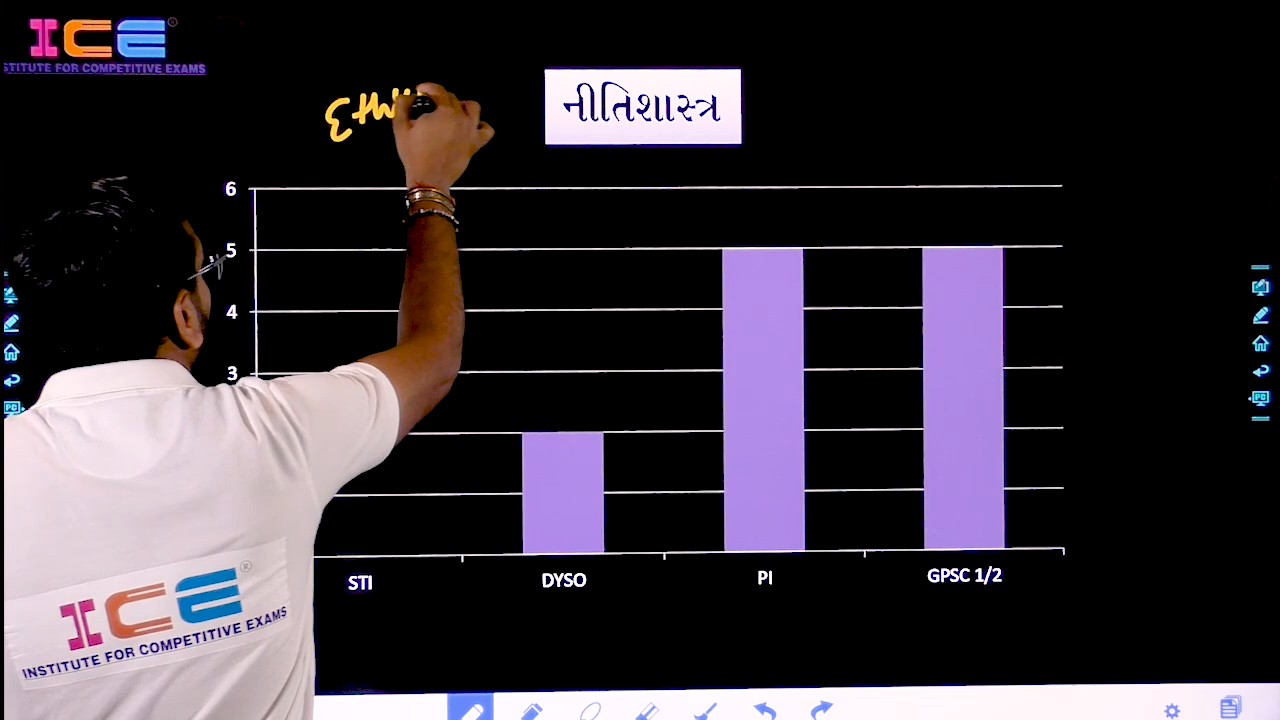 ICE
STITUTE FOR COMPETITIVE EXAMS
નીતિશાસ્ત્ર
6
5
4
3
STI DYSO PI GPSC 1/2
ICE
INSTITUTE FOR COMPETITIVE EXAMS